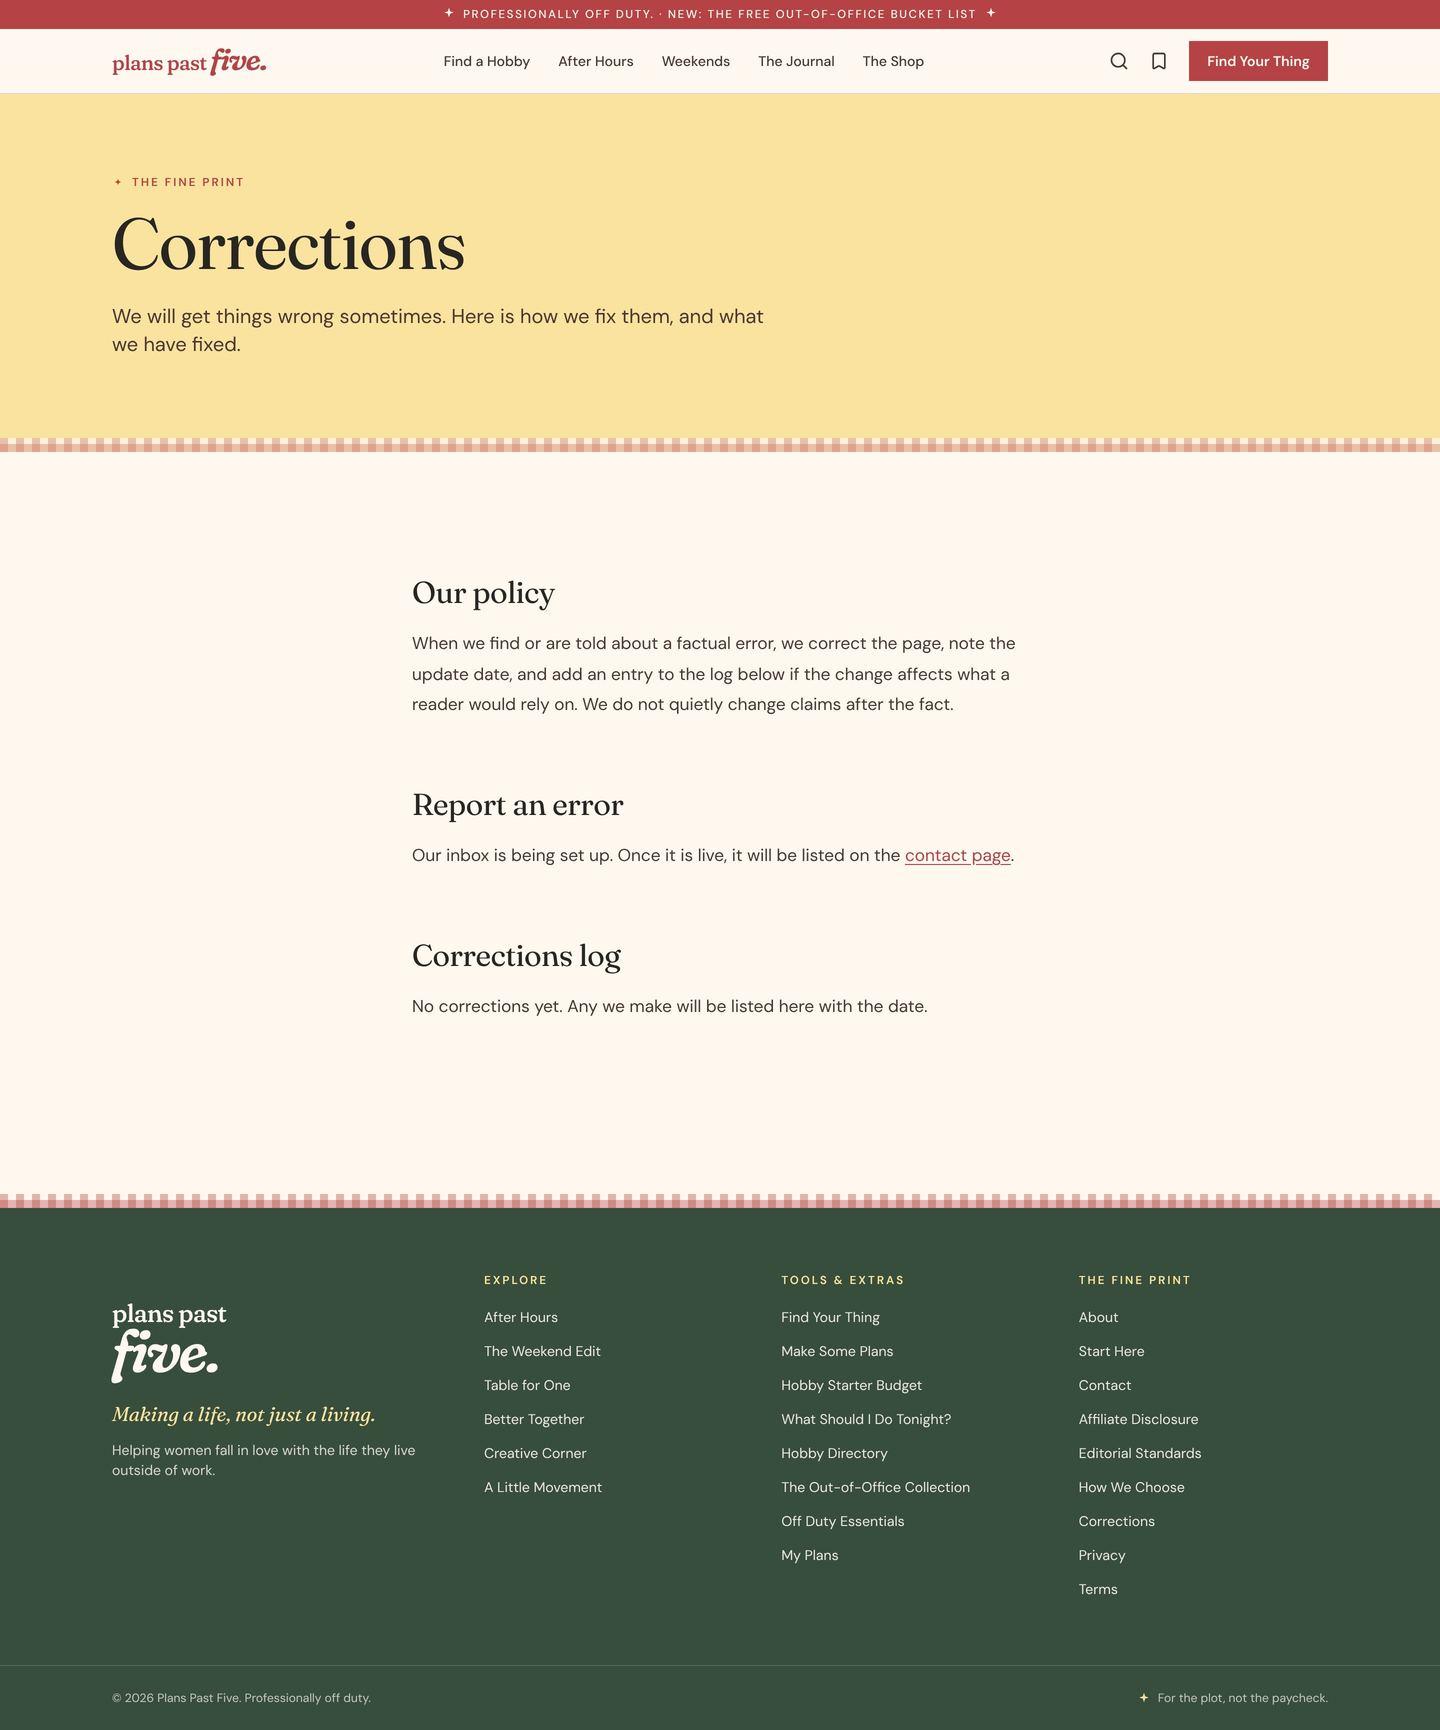 PROFESSIONALLY OFF DUTY. · NEW: THE FREE OUT-OF-OFFICE BUCKET LIST
plans past five.
Find a Hobby
After Hours
Weekends
The Journal
The Shop
Find Your Thing
THE FINE PRINT
Corrections
We will get things wrong sometimes. Here is how we fix them, and what
we have fixed.
Our policy
When we find or are told about a factual error, we correct the page, note the
update date, and add an entry to the log below if the change affects what a
reader would rely on. We do not quietly change claims after the fact.
Report an error
Our inbox is being set up. Once it is live, it will be listed on the contact page.
Corrections log
No corrections yet. Any we make will be listed here with the date.
plans past
five.
Making a life, not just a living.
Helping women fall in love with the life they live
outside of work.
EXPLORE
After Hours
The Weekend Edit
Table for One
Better Together
Creative Corner
A Little Movement
TOOLS & EXTRAS
Find Your Thing
Make Some Plans
Hobby Starter Budget
What Should I Do Tonight?
Hobby Directory
The Out-of-Office Collection
Off Duty Essentials
My Plans
THE FINE PRINT
About
Start Here
Contact
Affiliate Disclosure
Editorial Standards
How We Choose
Corrections
Privacy
Terms
© 2026 Plans Past Five. Professionally off duty.
For the plot, not the paycheck.